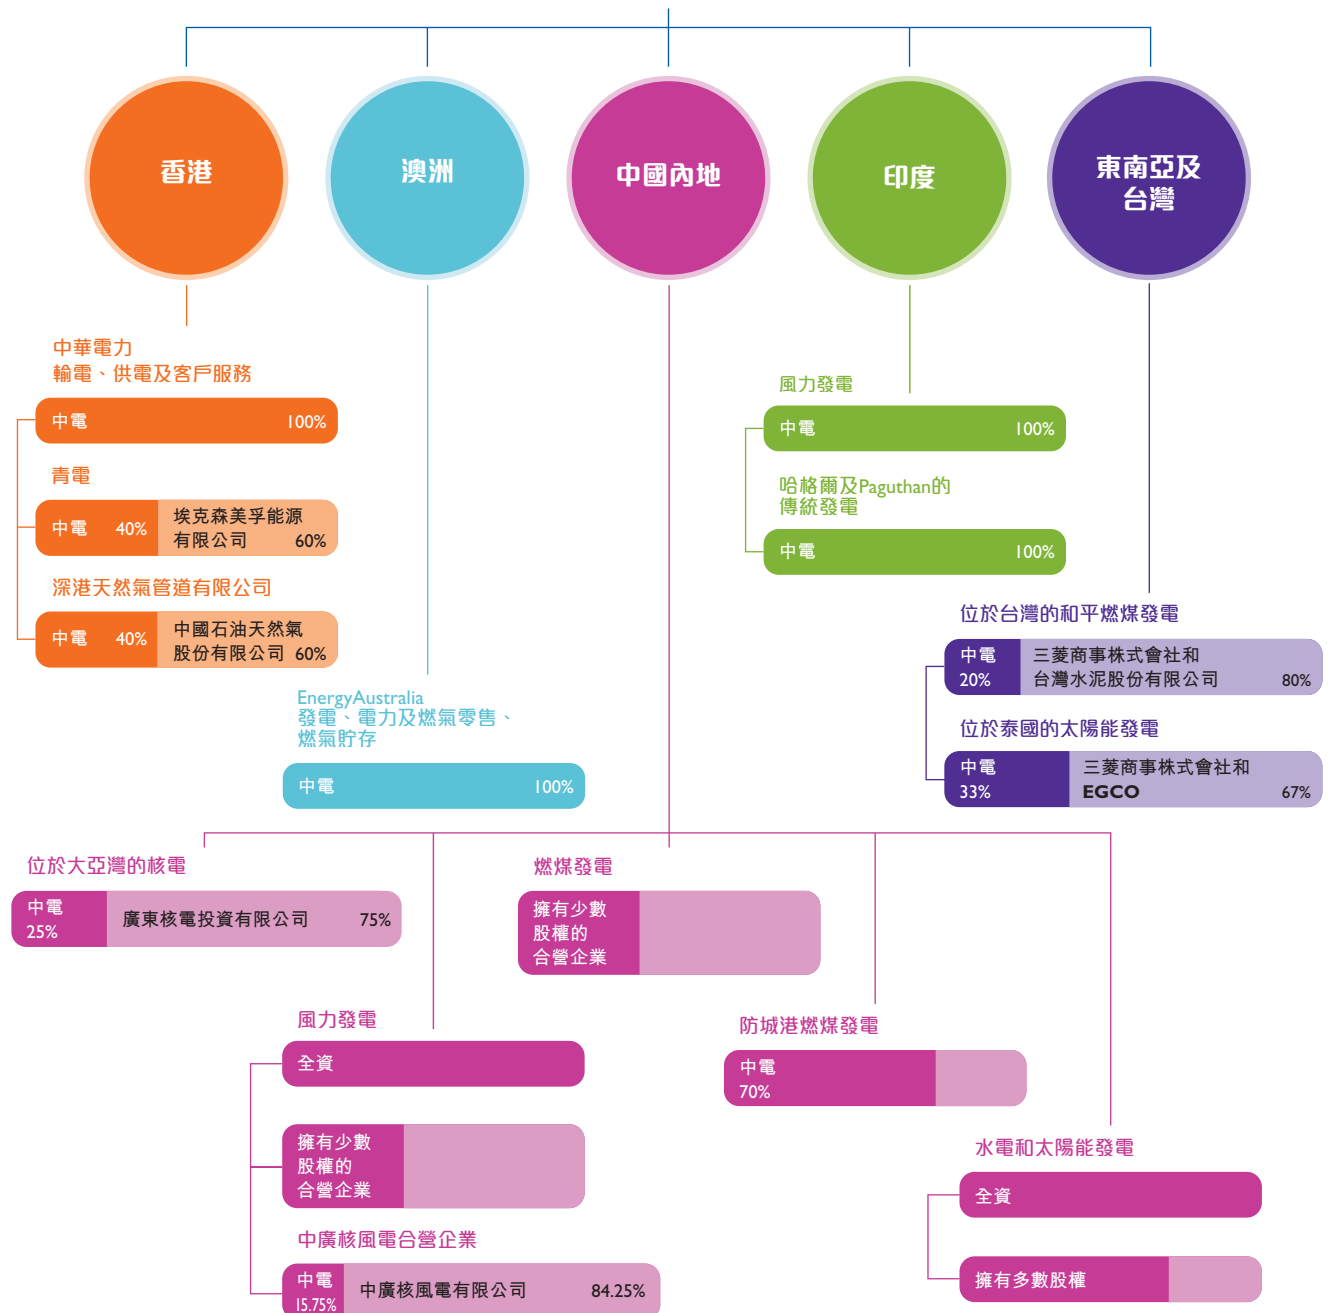 香港
澳洲
中國內地
印度
東南亞及
台灣
中華電力
輸電、供電及客戶服務
中電 100%
青電
中電 40% 埃克森美孚能源
有限公司 60%
深港天然氣管道有限公司
中電 40% 中國石油天然氣
股份有限公司 60%
EnergyAustralia
發電、電力及燃氣零售、
燃氣貯存
中電 100%
風力發電
中電 100%
哈格爾及Paguthan的
傳統發電
中電 100%
位於台灣的和平燃煤發電
中電
20%
三菱商事株式會社和
台灣水泥股份有限公司 80%
位於泰國的太陽能發電
中電
33%
三菱商事株式會社和
EGCO 67%
位於大亞灣的核電
中電
25%
廣東核電投資有限公司 75%
燃煤發電
擁有少數
股權的
合營企業
風力發電
全資
擁有少數
股權的
合營企業
中廣核風電合營企業
中電
15.75%
中廣核風電有限公司 84.25%
防城港燃煤發電
中電
70%
水電和太陽能發電
全資
擁有多數股權